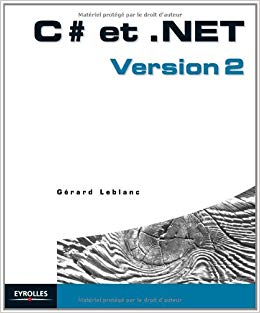 Matériel protégé par le droit d'auteur
C# et .NET
Version 2
Gérard Leblanc
EYROLLES
Matériel protégé par le droit d'auteur